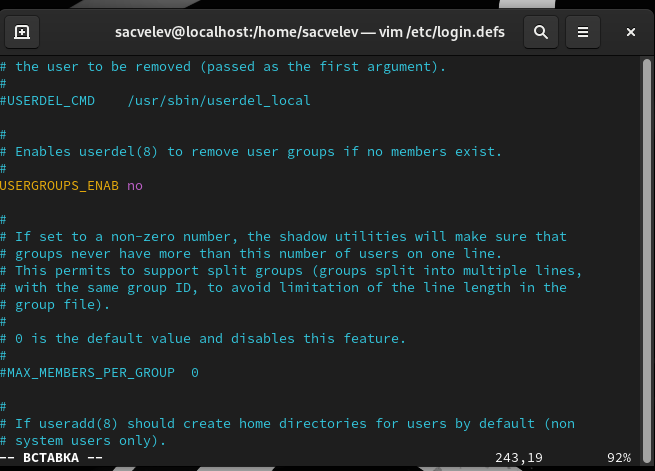 sacvelev@localhost:/home/sacvelev — vim /etc/login.defs
# the user to be removed (passed as the first argument).
#
#USERDEL_CMD    /usr/sbin/userdel_local
#
# Enables userdel(8) to remove user groups if no members exist.
#
USERGROUPS_ENAB no
#
# If set to a non-zero number, the shadow utilities will make sure that
# groups never have more than this number of users on one line.
# This permits to support split groups (groups split into multiple lines,
# with the same group ID, to avoid limitation of the line length in the
# group file).
#
# 0 is the default value and disables this feature.
#
#MAX_MEMBERS_PER_GROUP  0
#
# If useradd(8) should create home directories for users by default (non
# system users only).
-- ВСТАВКА --    243,19    92%